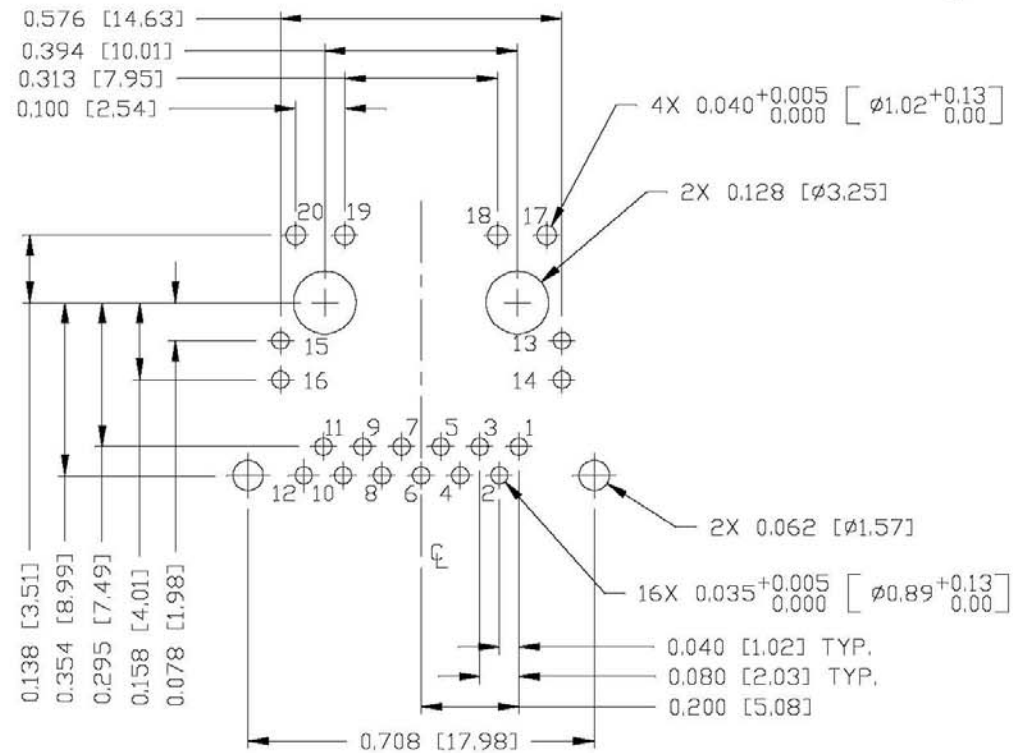 0.576 [14.63]
0.394 [10.01]
0.313 [7.95]
0.100 [2.54]
4X 0.040 +0.005 0.000 [ ø1.02 +0.13 0.00 ]
2X 0.128 [ø3.25]
20 19 18 17
15 13
16 14
11 9 7 5 3 1
12 10 8 6 4 2
2X 0.062 [ø1.57]
℄
16X 0.035 +0.005 0.000 [ ø0.89 +0.13 0.00 ]
0.138 [3.51]
0.354 [8.99]
0.295 [7.49]
0.158 [4.01]
0.078 [1.98]
0.040 [1.02] TYP.
0.080 [2.03] TYP.
0.200 [5.08]
0.708 [17.98]